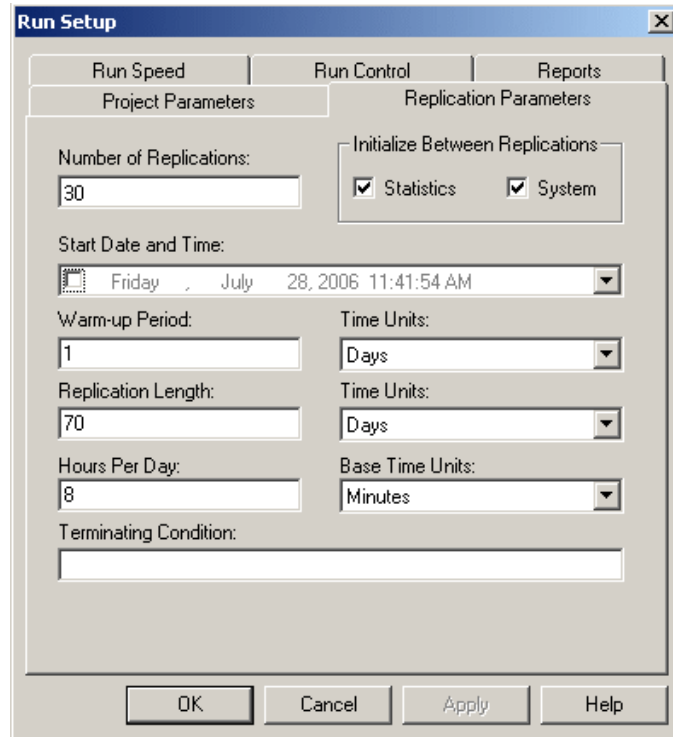 Run Setup
Run Speed Run Control Reports
Project Parameters Replication Parameters
Number of Replications:
30
Initialize Between Replications
Statistics System
Start Date and Time:
Friday , July 28, 2006 11:41:54 AM
Warm-up Period: Time Units:
1 Days
Replication Length: Time Units:
70 Days
Hours Per Day: Base Time Units:
8 Minutes
Terminating Condition:
OK Cancel Apply Help